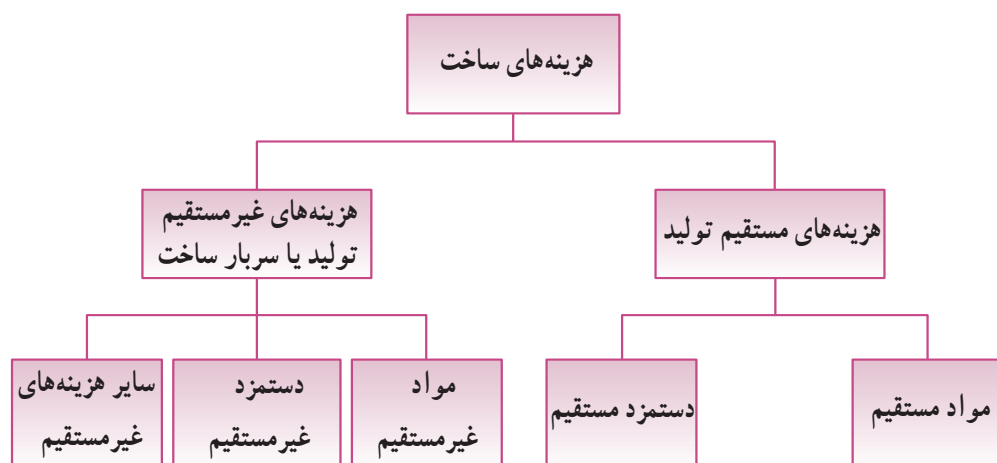 هزینه‌های ساخت
هزینه‌های مستقیم تولید
هزینه‌های غیرمستقیم
تولید یا سربار ساخت
مواد مستقیم
دستمزد مستقیم
مواد
غیرمستقیم
دستمزد
غیرمستقیم
سایر هزینه‌های
غیرمستقیم